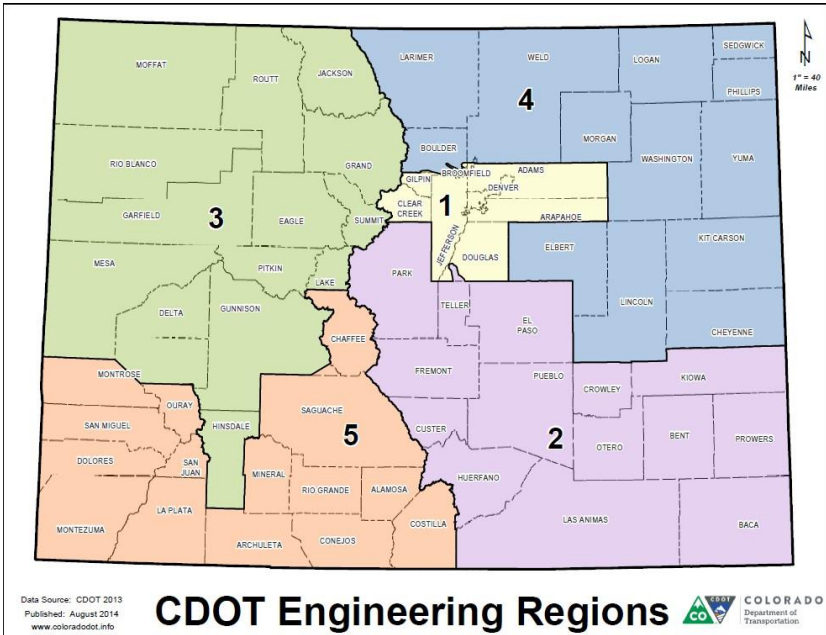 MOFFAT
ROUTT
JACKSON
LARIMER
WELD
LOGAN
SEDGWICK
PHILLIPS
N
1" = 40
Miles
4
RIO BLANCO
GRAND
BOULDER
MORGAN
WASHINGTON
YUMA
GARFIELD
3
EAGLE
SUMMIT
GILPIN
CLEAR
CREEK
1
BROOMFIELD
ADAMS
DENVER
ARAPAHOE
JEFFERSON
DOUGLAS
ELBERT
KIT CARSON
MESA
PITKIN
LAKE
PARK
TELLER
LINCOLN
CHEYENNE
DELTA
GUNNISON
CHAFFEE
EL
PASO
FREMONT
PUEBLO
CROWLEY
KIOWA
MONTROSE
OURAY
HINSDALE
SAGUACHE
5
CUSTER
2
OTERO
BENT
PROWERS
SAN MIGUEL
DOLORES
SAN
JUAN
MINERAL
RIO GRANDE
ALAMOSA
HUERFANO
MONTEZUMA
LA PLATA
ARCHULETA
CONEJOS
COSTILLA
LAS ANIMAS
BACA
Data Source: CDOT 2013
Published: August 2014
www.coloradodot.info
CDOT Engineering Regions
CO
CDOT
COLORADO
Department of
Transportation